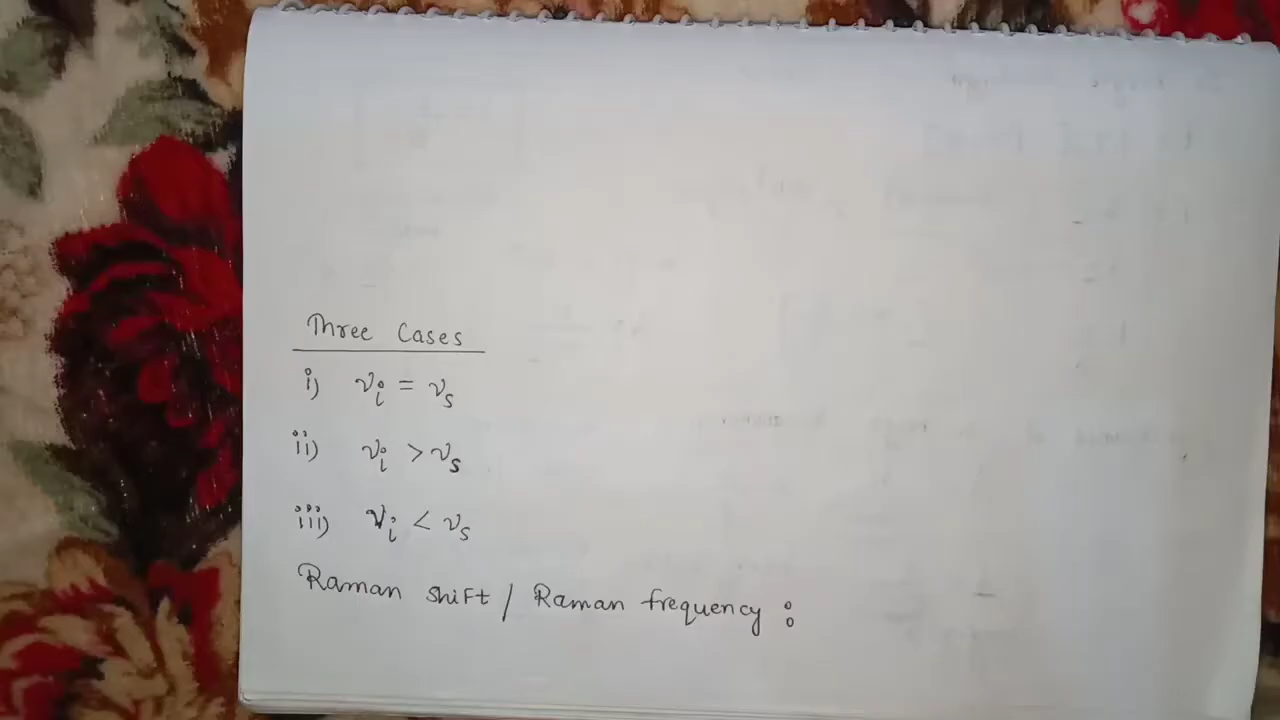 Three Cases
i) νi = νs
ii) νi > νs
iii) νi < νs
Raman shift / Raman frequency :